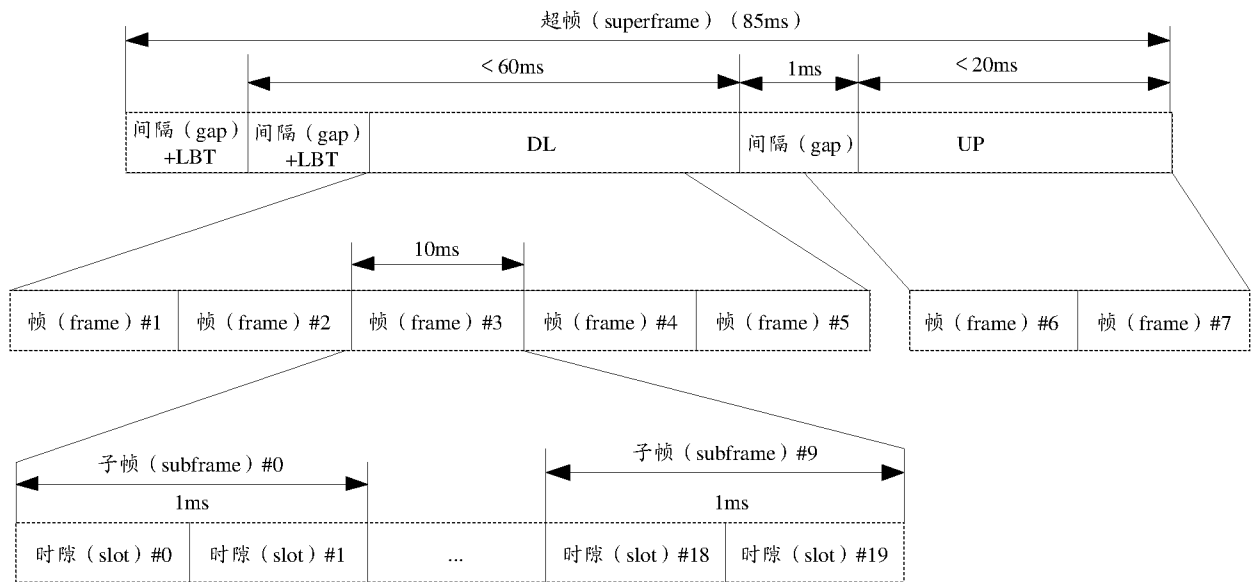 超帧（superframe）（85ms）
＜60ms
1ms
＜20ms
间隔（gap）
+LBT
间隔（gap）
+LBT
DL
间隔（gap）
UP
10ms
帧（frame）#1
帧（frame）#2
帧（frame）#3
帧（frame）#4
帧（frame）#5
帧（frame）#6
帧（frame）#7
子帧（subframe）#0
子帧（subframe）#9
1ms
1ms
时隙（slot）#0
时隙（slot）#1
...
时隙（slot）#18
时隙（slot）#19